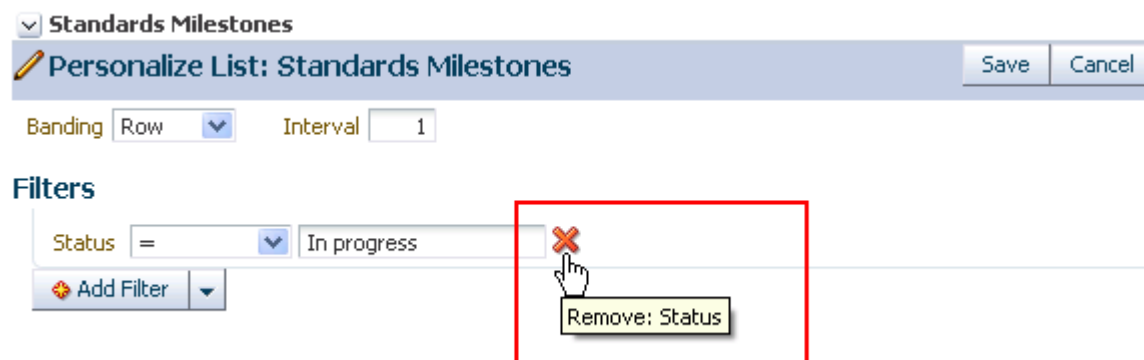 Standards Milestones
Personalize List: Standards Milestones Save Cancel
Banding Row Interval 1
Filters
Status = In progress
Add Filter
Remove: Status